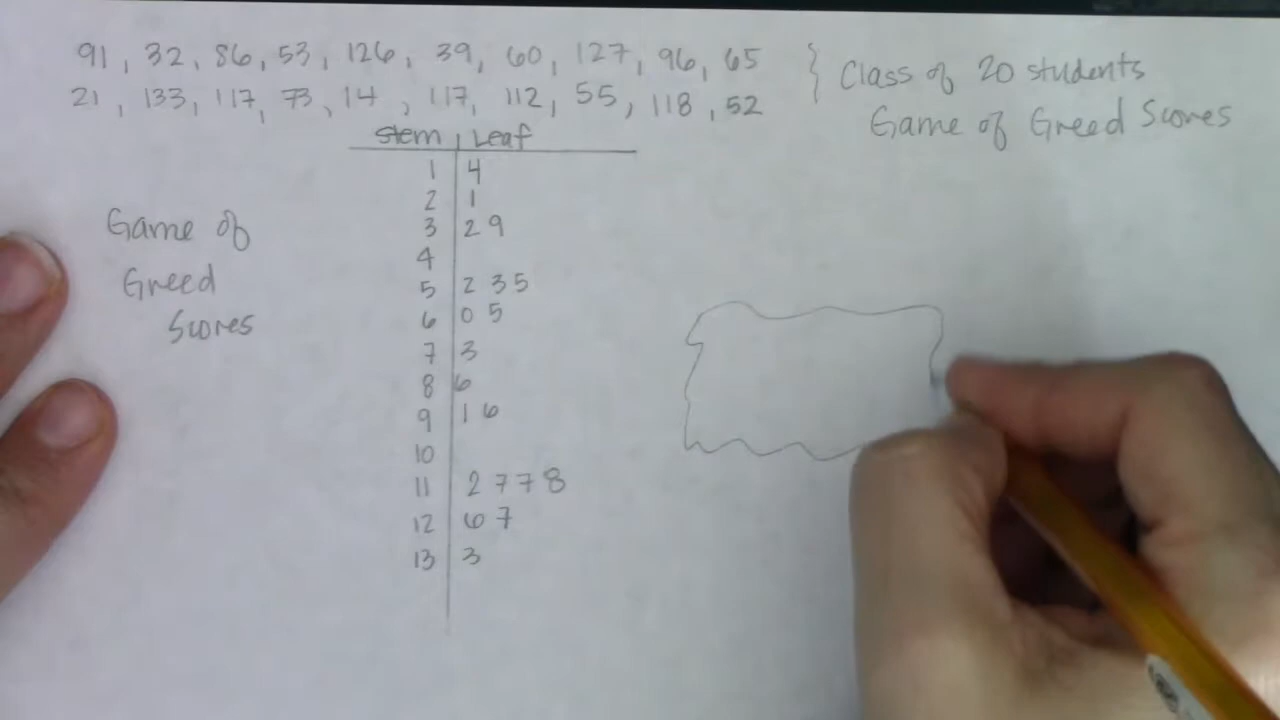 91, 32, 86, 53, 126, 39, 60, 127, 96, 65
21, 133, 117, 73, 14, 117, 112, 55, 118, 52
} Class of 20 students
Game of Greed Scores
Stem | Leaf
1 | 4
2 | 1
3 | 2 9
4 |
5 | 2 3 5
6 | 0 5
7 | 3
8 | 6
9 | 1 6
10 |
11 | 2 7 7 8
12 | 6 7
13 | 3
Game of
Greed
Scores